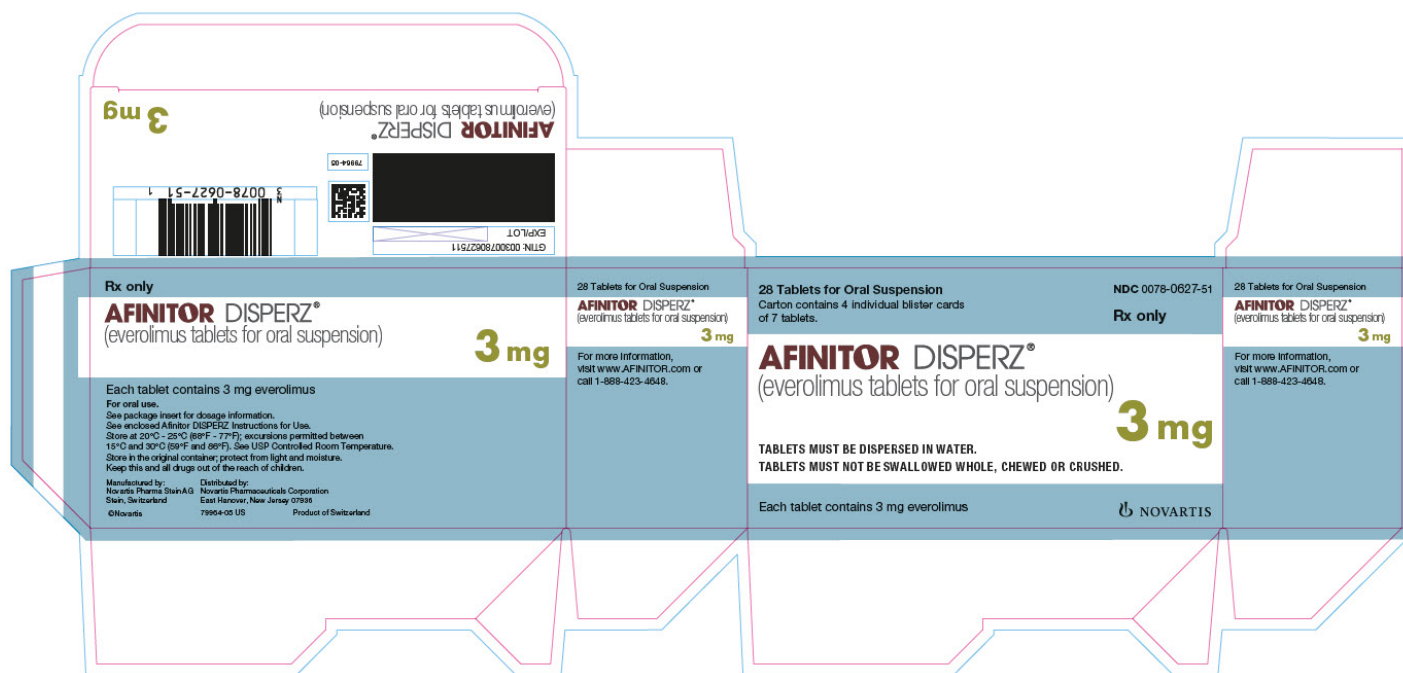 3 mg
AFINITOR DISPERZ®
(everolimus tablets for oral suspension)
79964-05
N
3 0078-0627-51 1
EXP/LOT
GTIN: 00300780627511
Rx only
AFINITOR DISPERZ®
(everolimus tablets for oral suspension)
3 mg
Each tablet contains 3 mg everolimus
For oral use.
See package insert for dosage information.
See enclosed Afinitor DISPERZ Instructions for Use.
Store at 20°C - 25°C (68°F - 77°F); excursions permitted between
15°C and 30°C (59°F and 86°F). See USP Controlled Room Temperature.
Store in the original container; protect from light and moisture.
Keep this and all drugs out of the reach of children.
Manufactured by:
Novartis Pharma Stein AG
Stein, Switzerland
Distributed by:
Novartis Pharmaceuticals Corporation
East Hanover, New Jersey 07936
©Novartis 79964-05 US Product of Switzerland
28 Tablets for Oral Suspension
AFINITOR DISPERZ®
(everolimus tablets for oral suspension)
3 mg
For more information,
visit www.AFINITOR.com or
call 1-888-423-4648.
28 Tablets for Oral Suspension
Carton contains 4 individual blister cards
of 7 tablets.
NDC 0078-0627-51
Rx only
AFINITOR DISPERZ®
(everolimus tablets for oral suspension)
3 mg
TABLETS MUST BE DISPERSED IN WATER.
TABLETS MUST NOT BE SWALLOWED WHOLE, CHEWED OR CRUSHED.
Each tablet contains 3 mg everolimus
NOVARTIS
28 Tablets for Oral Suspension
AFINITOR DISPERZ®
(everolimus tablets for oral suspension)
3 mg
For more information,
visit www.AFINITOR.com or
call 1-888-423-4648.